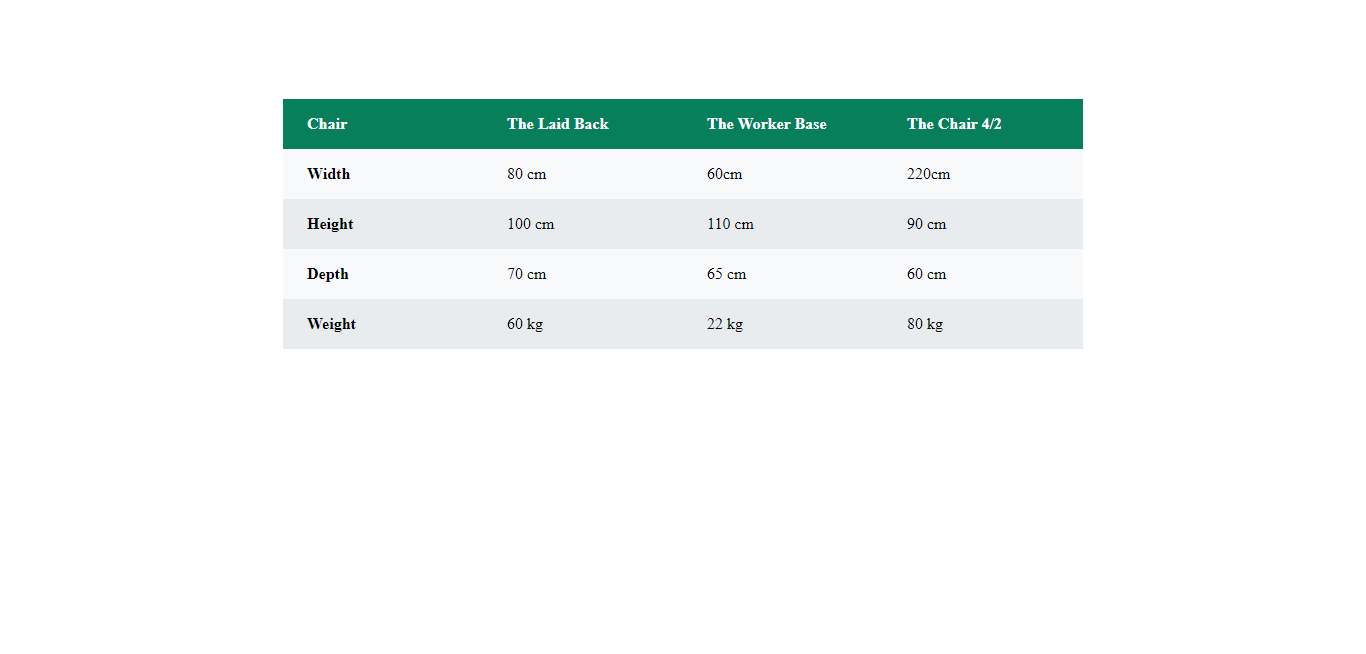 Chair The Laid Back The Worker Base The Chair 4/2
Width 80 cm 60cm 220cm
Height 100 cm 110 cm 90 cm
Depth 70 cm 65 cm 60 cm
Weight 60 kg 22 kg 80 kg